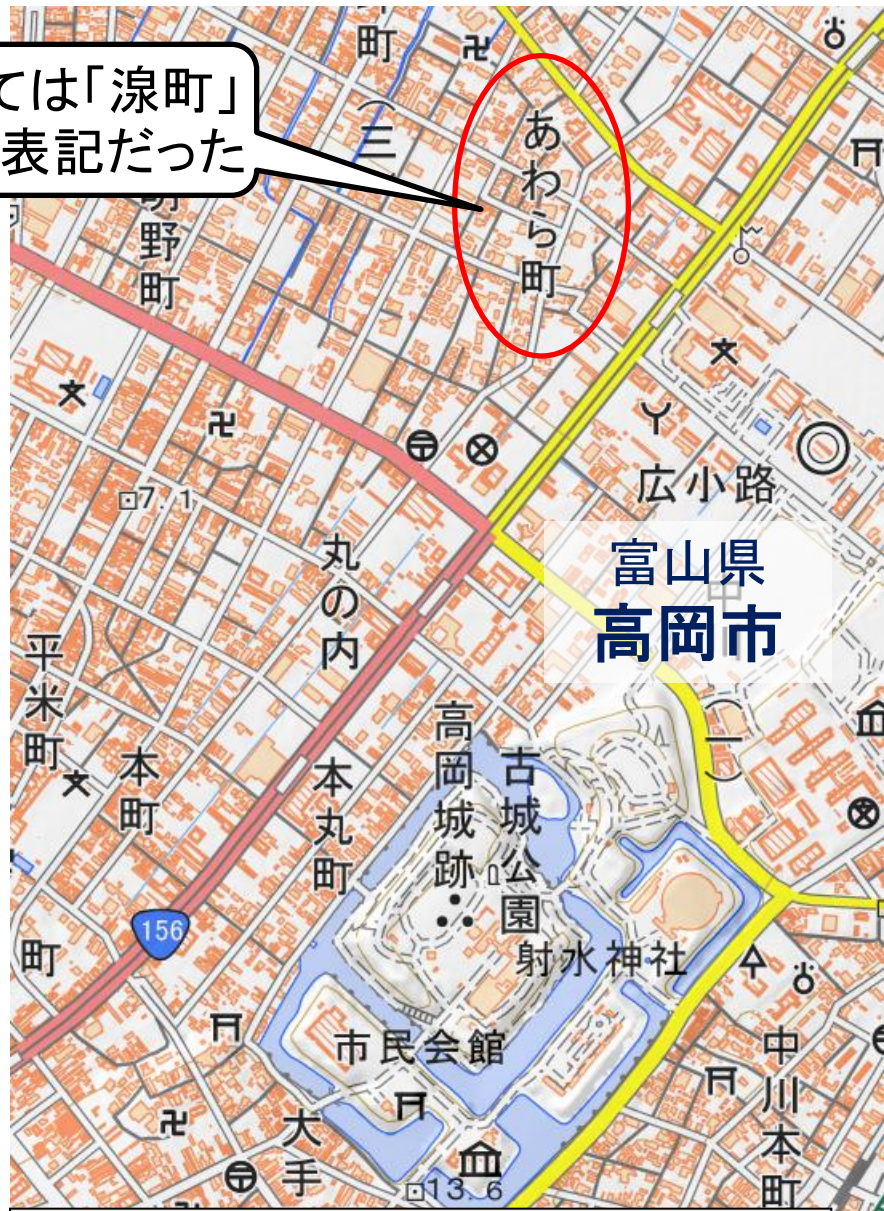 ては「湶町」
表記だった
町(三
あわら町
野町
広小路
7.1
丸の内
富山県
高岡市
(一)
平米町
本町
本丸町
高岡城跡
古城公園
156
町
射水神社
市民会館
大手
中川本町
13.6